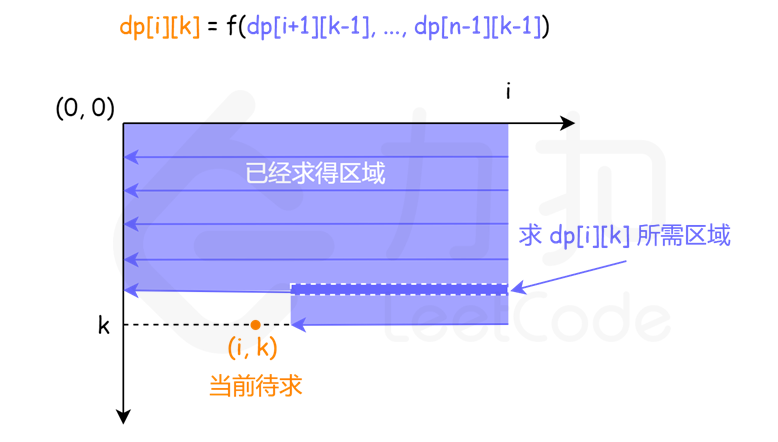 dp[i][k] = f(dp[i+1][k-1], ..., dp[n-1][k-1])
i
(0, 0)
已经求得区域
求 dp[i][k] 所需区域
k
(i, k)
当前待求
力扣
LeetCode